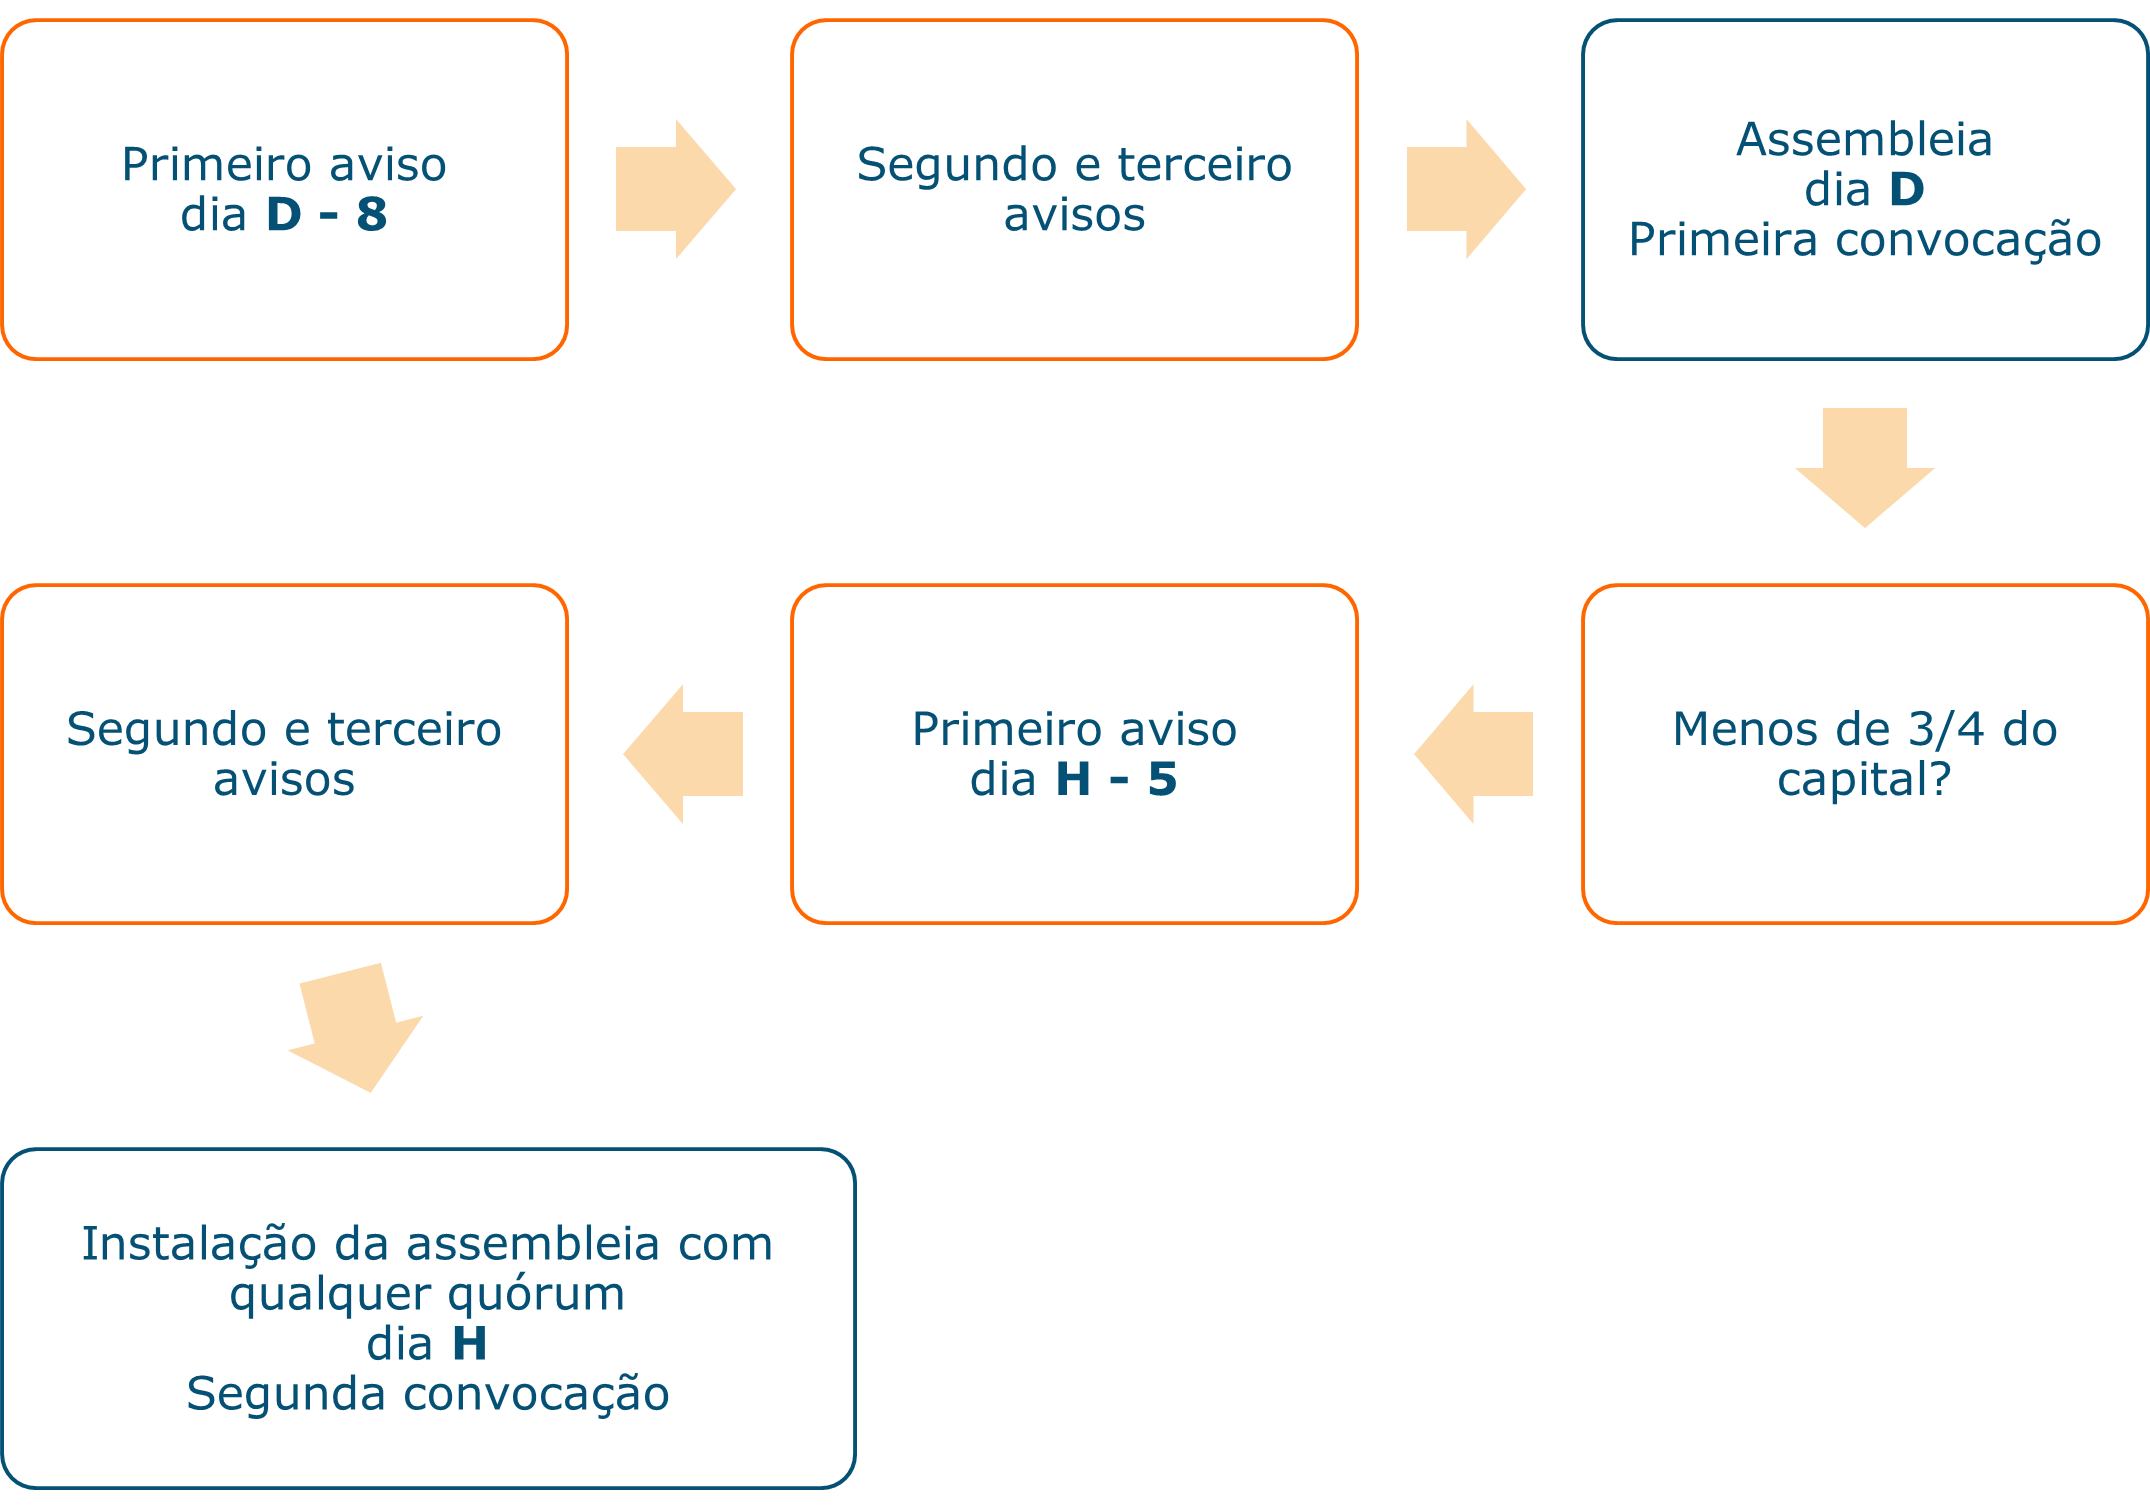 Primeiro aviso
dia D - 8
Segundo e terceiro
avisos
Assembleia
dia D
Primeira convocação
Menos de 3/4 do
capital?
Primeiro aviso
dia H - 5
Segundo e terceiro
avisos
Instalação da assembleia com
qualquer quórum
dia H
Segunda convocação